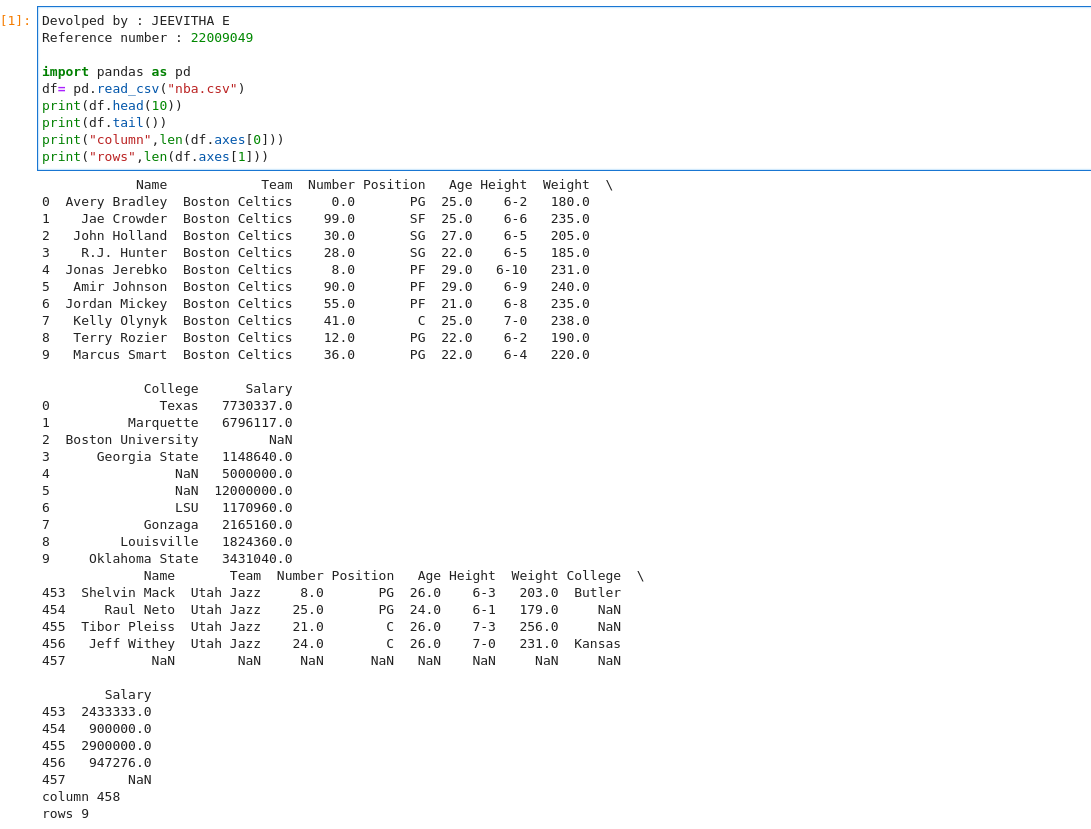 [1]: Devolped by : JEEVITHA E
Reference number : 22009049
import pandas as pd
df= pd.read_csv("nba.csv")
print(df.head(10))
print(df.tail())
print("column",len(df.axes[0]))
print("rows",len(df.axes[1]))
Name Team Number Position Age Height Weight \
0 Avery Bradley Boston Celtics 0.0 PG 25.0 6-2 180.0
1 Jae Crowder Boston Celtics 99.0 SF 25.0 6-6 235.0
2 John Holland Boston Celtics 30.0 SG 27.0 6-5 205.0
3 R.J. Hunter Boston Celtics 28.0 SG 22.0 6-5 185.0
4 Jonas Jerebko Boston Celtics 8.0 PF 29.0 6-10 231.0
5 Amir Johnson Boston Celtics 90.0 PF 29.0 6-9 240.0
6 Jordan Mickey Boston Celtics 55.0 PF 21.0 6-8 235.0
7 Kelly Olynyk Boston Celtics 41.0 C 25.0 7-0 238.0
8 Terry Rozier Boston Celtics 12.0 PG 22.0 6-2 190.0
9 Marcus Smart Boston Celtics 36.0 PG 22.0 6-4 220.0
College Salary
0 Texas 7730337.0
1 Marquette 6796117.0
2 Boston University NaN
3 Georgia State 1148640.0
4 NaN 5000000.0
5 NaN 12000000.0
6 LSU 1170960.0
7 Gonzaga 2165160.0
8 Louisville 1824360.0
9 Oklahoma State 3431040.0
Name Team Number Position Age Height Weight College \
453 Shelvin Mack Utah Jazz 8.0 PG 26.0 6-3 203.0 Butler
454 Raul Neto Utah Jazz 25.0 PG 24.0 6-1 179.0 NaN
455 Tibor Pleiss Utah Jazz 21.0 C 26.0 7-3 256.0 NaN
456 Jeff Withey Utah Jazz 24.0 C 26.0 7-0 231.0 Kansas
457 NaN NaN NaN NaN NaN NaN NaN NaN
Salary
453 2433333.0
454 900000.0
455 2900000.0
456 947276.0
457 NaN
column 458
rows 9